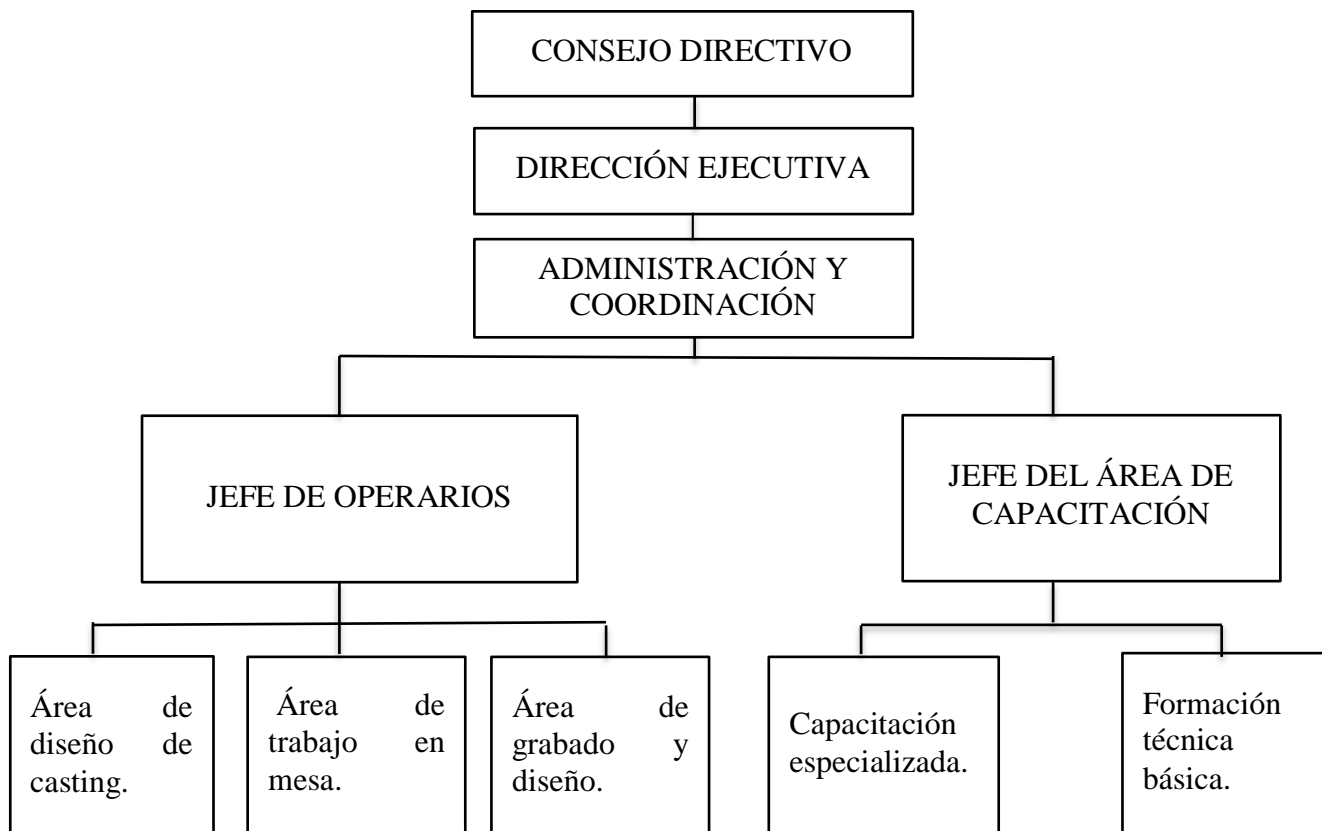 CONSEJO DIRECTIVO
DIRECCIÓN EJECUTIVA
ADMINISTRACIÓN Y
COORDINACIÓN
JEFE DE OPERARIOS
JEFE DEL ÁREA DE
CAPACITACIÓN
Área de
diseño de
casting.
Área de
trabajo en
mesa.
Área de
grabado y
diseño.
Capacitación
especializada.
Formación
técnica
básica.